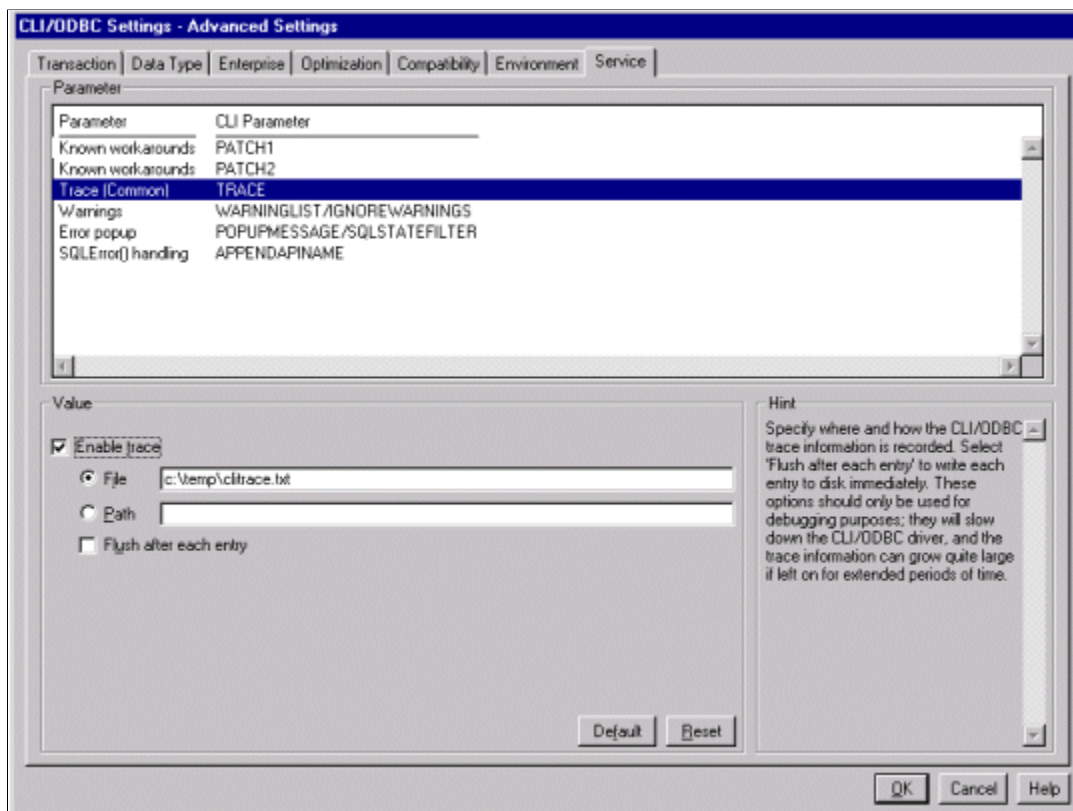 CLI/ODBC Settings - Advanced Settings
Transaction Data Type Enterprise Optimization Compatibility Environment Service
Parameter
Parameter CLI Parameter
Known workarounds PATCH1
Known workarounds PATCH2
Trace (Common) TRACE
Warnings WARNINGLIST/IGNOREWARNINGS
Error popup POPUPMESSAGE/SQLSTATEFILTER
SQLError() handling APPENDAPINAME
Value
Enable trace
File c:\temp\clitrace.txt
Path
Flush after each entry
Default Reset
Hint
Specify where and how the CLI/ODBC
trace information is recorded. Select
'Flush after each entry' to write each
entry to disk immediately. These
options should only be used for
debugging purposes; they will slow
down the CLI/ODBC driver, and the
trace information can grow quite large
if left on for extended periods of time.
OK Cancel Help